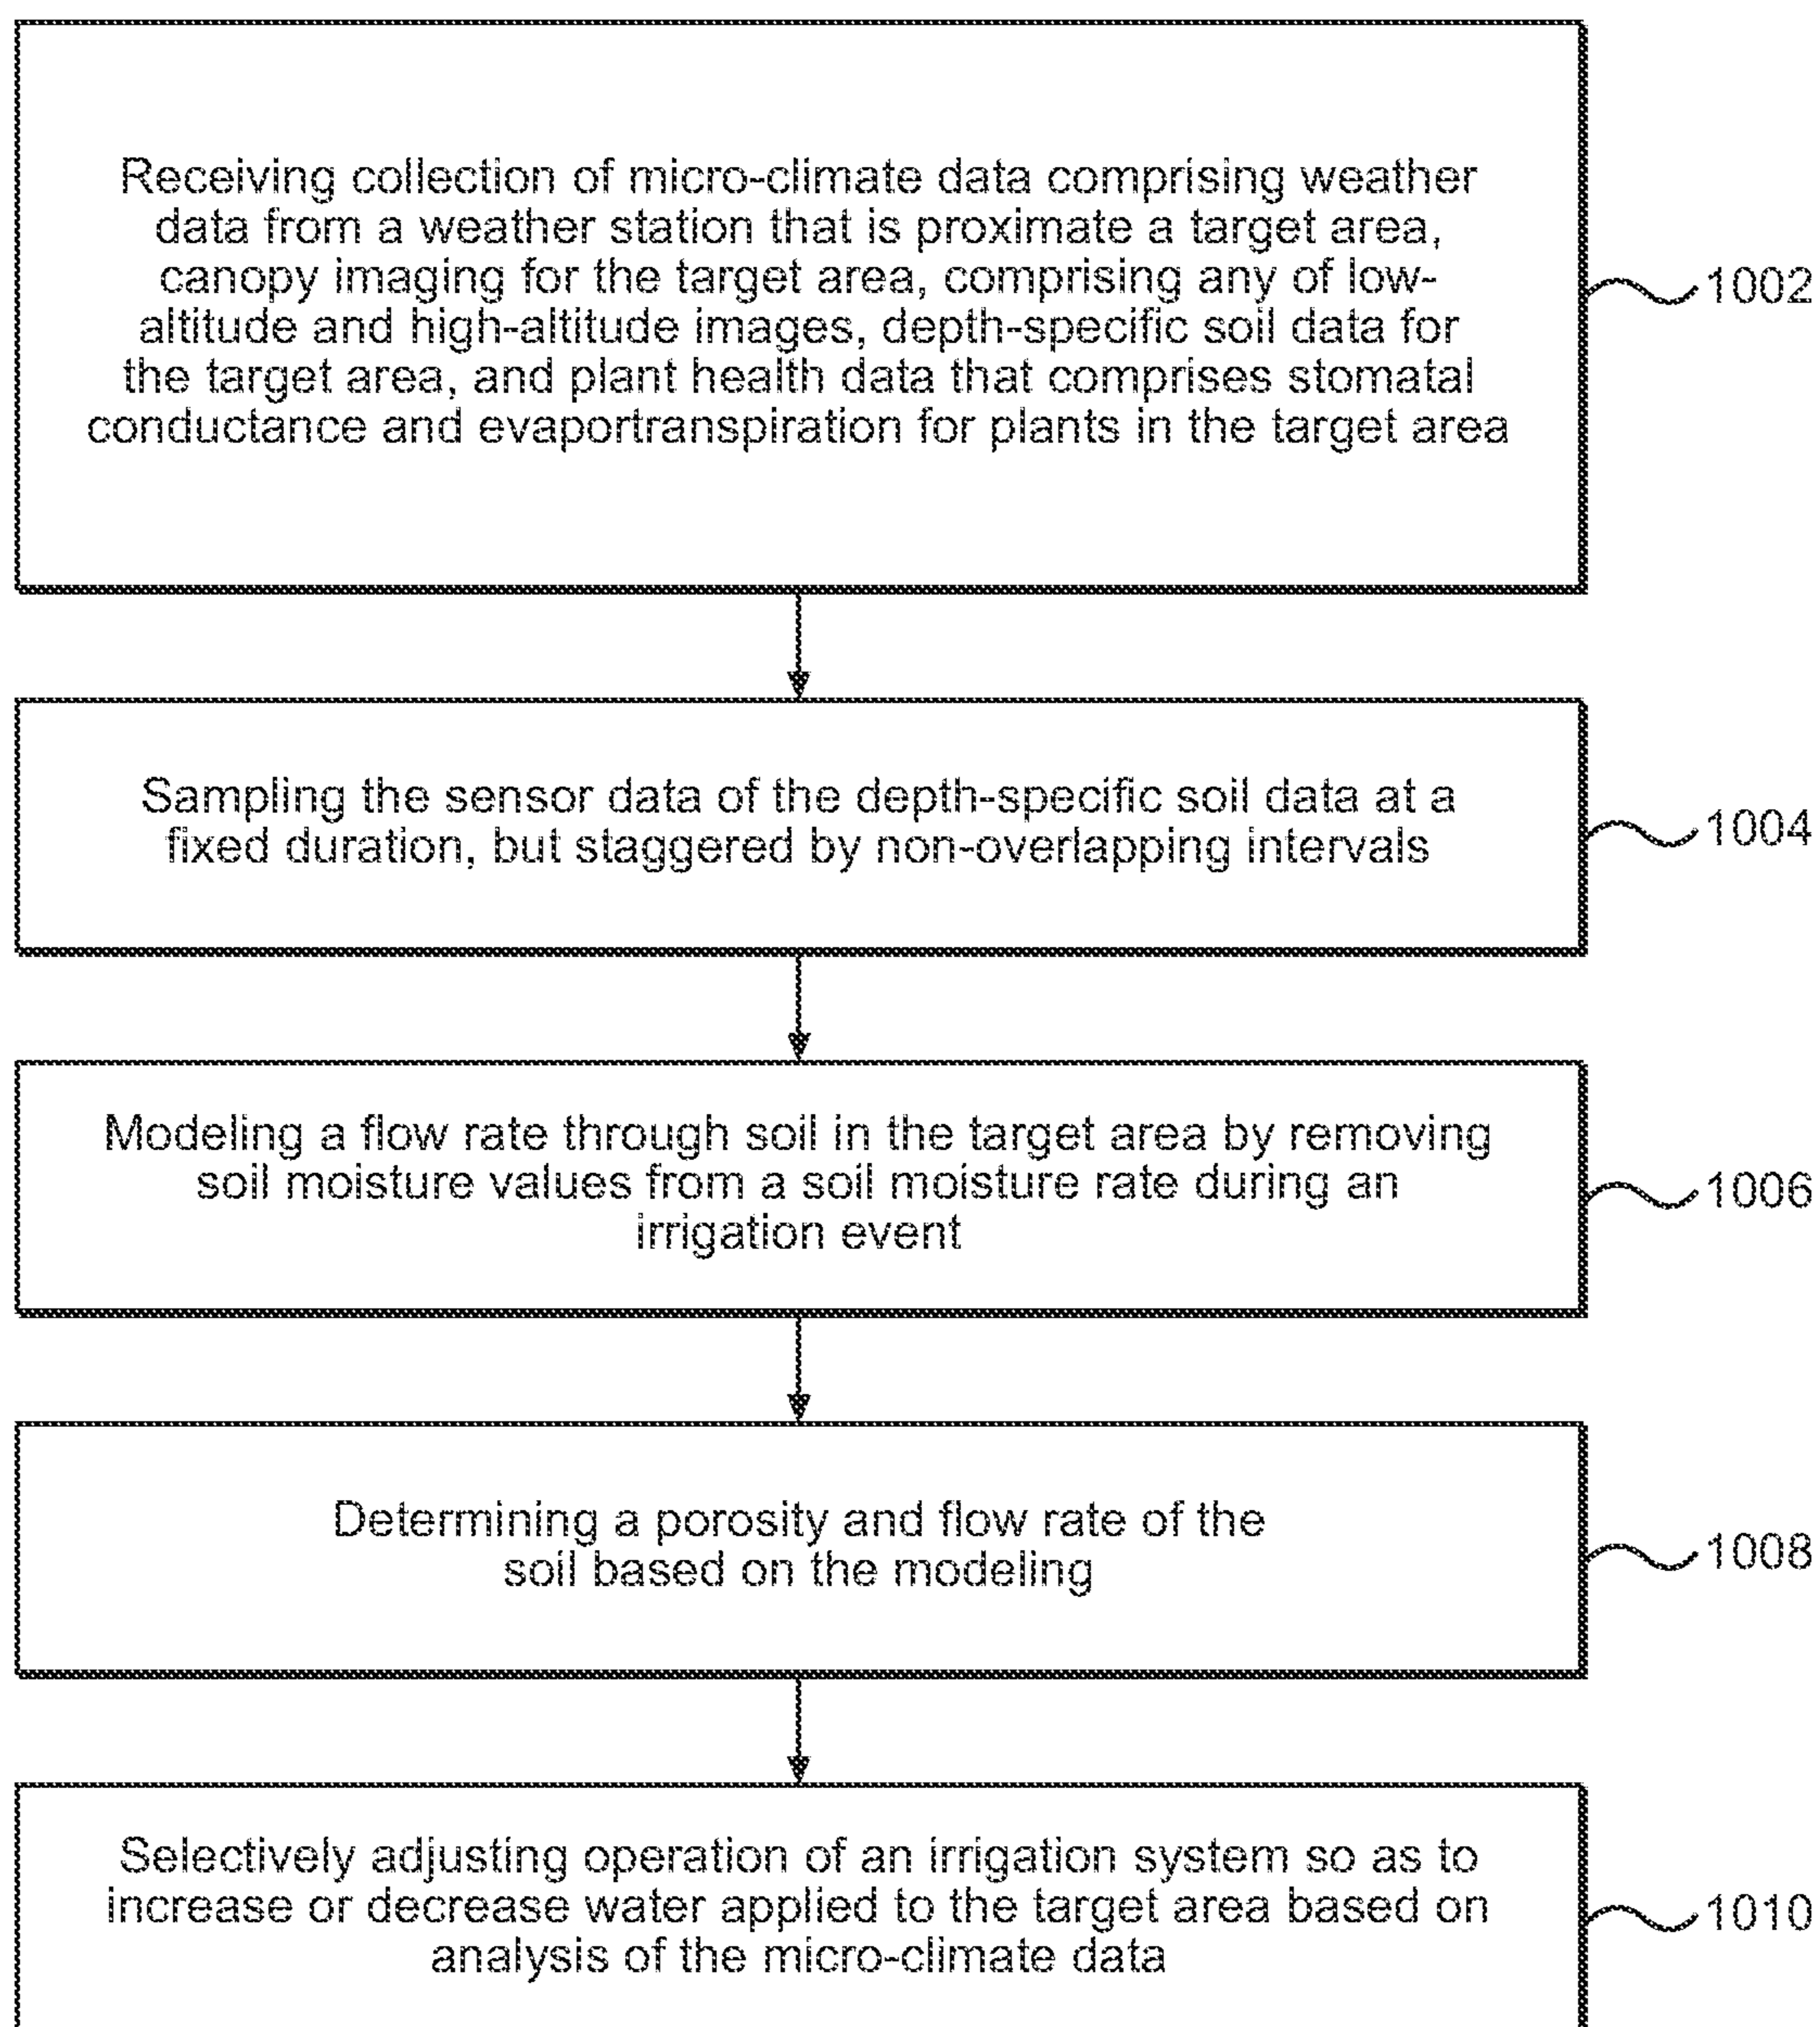 Receiving collection of micro-climate data comprising weather
data from a weather station that is proximate a target area,
canopy imaging for the target area, comprising any of low-
altitude and high-altitude images, depth-specific soil data for
the target area, and plant health data that comprises stomatal
conductance and evaportranspiration for plants in the target area
1002
Sampling the sensor data of the depth-specific soil data at a
fixed duration, but staggered by non-overlapping intervals
1004
Modeling a flow rate through soil in the target area by removing
soil moisture values from a soil moisture rate during an
irrigation event
1006
Determining a porosity and flow rate of the
soil based on the modeling
1008
Selectively adjusting operation of an irrigation system so as to
increase or decrease water applied to the target area based on
analysis of the micro-climate data
1010